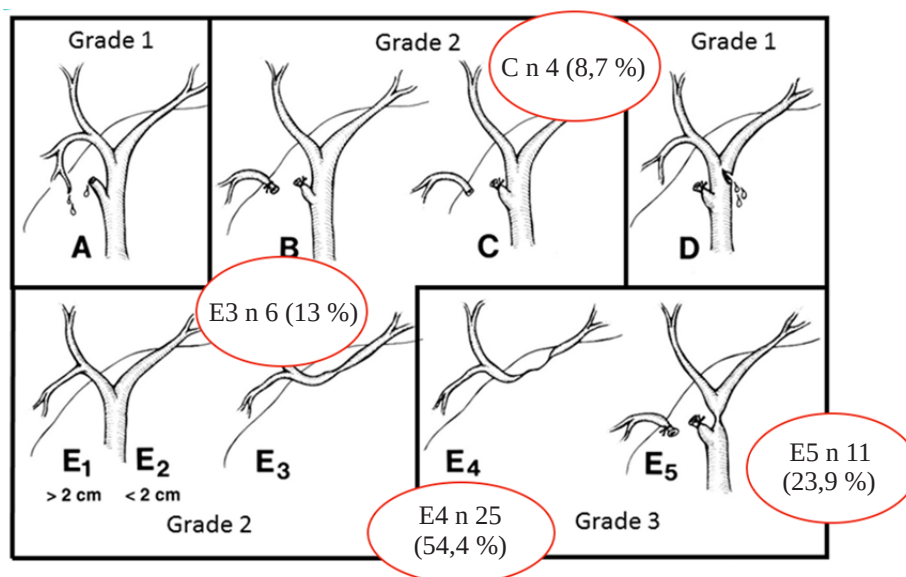 Grade 1
Grade 2
Grade 1
C n 4 (8,7 %)
A
B
C
D
E3 n 6 (13 %)
E1
E2
E3
E4
E5
> 2 cm
< 2 cm
E5 n 11
(23,9 %)
Grade 2
E4 n 25
(54,4 %)
Grade 3